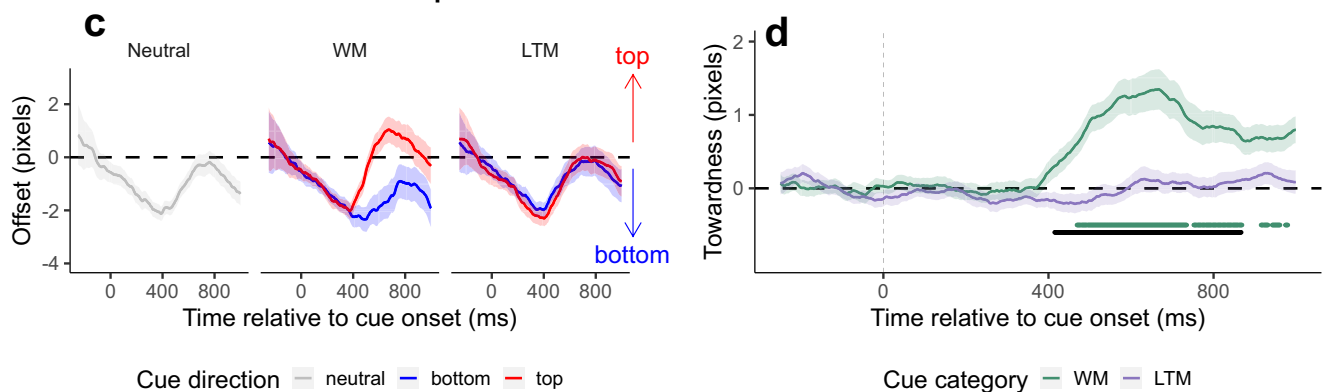 c
Neutral
WM
LTM
top
bottom
Offset (pixels)
2
0
-2
-4
0
400
800
0
400
800
0
400
800
Time relative to cue onset (ms)
Cue direction
neutral
bottom
top
d
Towardness (pixels)
2
1
0
0
400
800
Time relative to cue onset (ms)
Cue category
WM
LTM